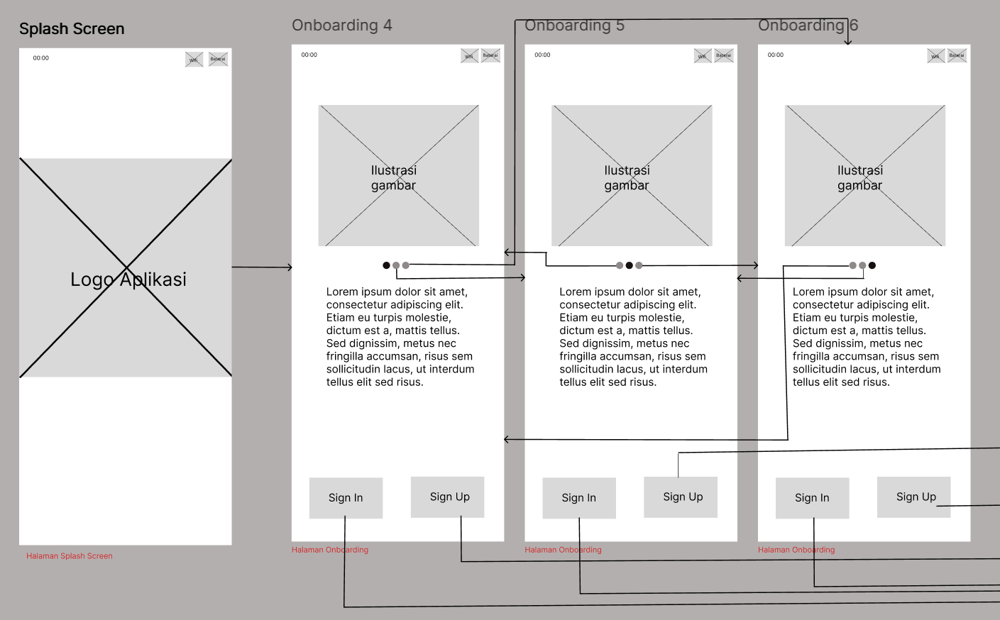 Splash Screen
00:00
Wifi
Baterai
Logo Aplikasi
Halaman Splash Screen
Onboarding 4
00:00
Wifi
Baterai
Ilustrasi
gambar
Lorem ipsum dolor sit amet,
consectetur adipiscing elit.
Etiam eu turpis molestie,
dictum est a, mattis tellus.
Sed dignissim, metus nec
fringilla accumsan, risus sem
sollicitudin lacus, ut interdum
tellus elit sed risus.
Sign In
Sign Up
Halaman Onboarding
Onboarding 5
00:00
Wifi
Baterai
Ilustrasi
gambar
Lorem ipsum dolor sit amet,
consectetur adipiscing elit.
Etiam eu turpis molestie,
dictum est a, mattis tellus.
Sed dignissim, metus nec
fringilla accumsan, risus sem
sollicitudin lacus, ut interdum
tellus elit sed risus.
Sign In
Sign Up
Halaman Onboarding
Onboarding 6
00:00
Wifi
Baterai
Ilustrasi
gambar
Lorem ipsum dolor sit amet,
consectetur adipiscing elit.
Etiam eu turpis molestie,
dictum est a, mattis tellus.
Sed dignissim, metus nec
fringilla accumsan, risus sem
sollicitudin lacus, ut interdum
tellus elit sed risus.
Sign In
Sign Up
Halaman Onboarding